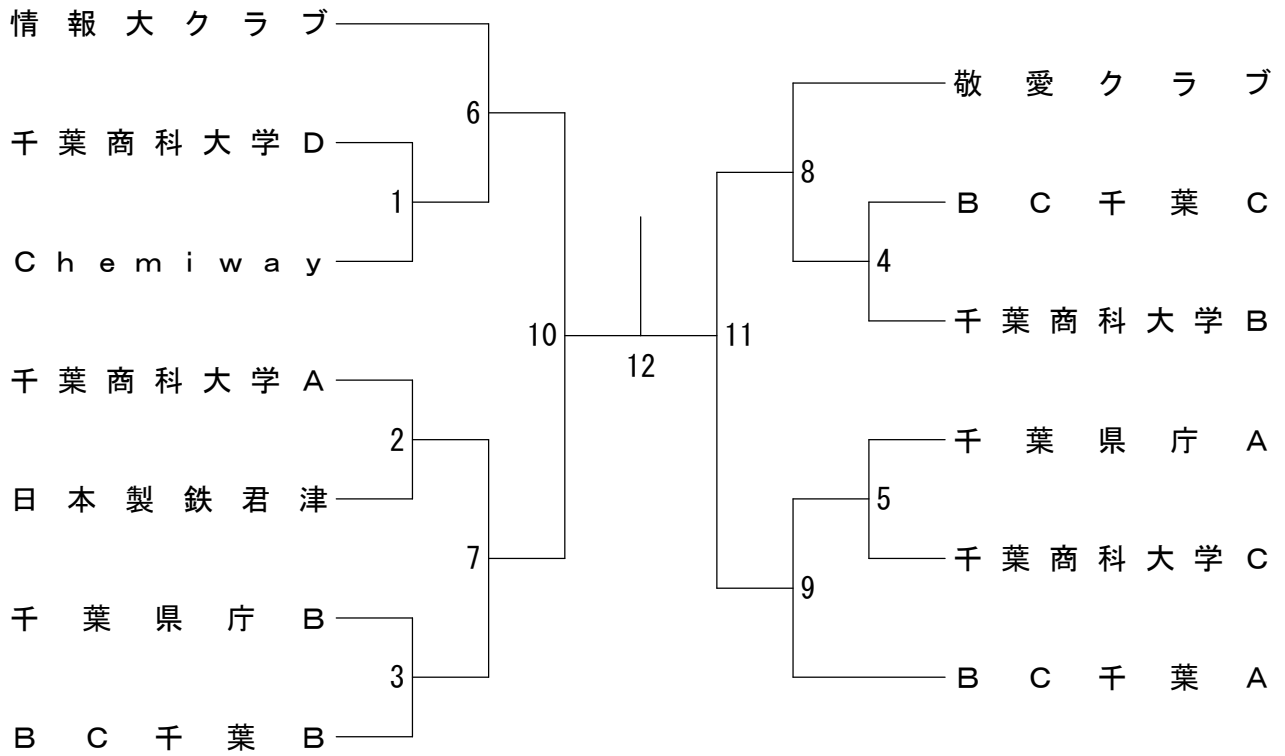 情報大クラブ
千葉商科大学D
Chemiway
千葉商科大学A
日本製鉄君津
千葉県庁B
BC千葉B
6
1
2
7
3
10
12
11
8
4
5
9
敬愛クラブ
BC千葉C
千葉商科大学B
千葉県庁A
千葉商科大学C
BC千葉A